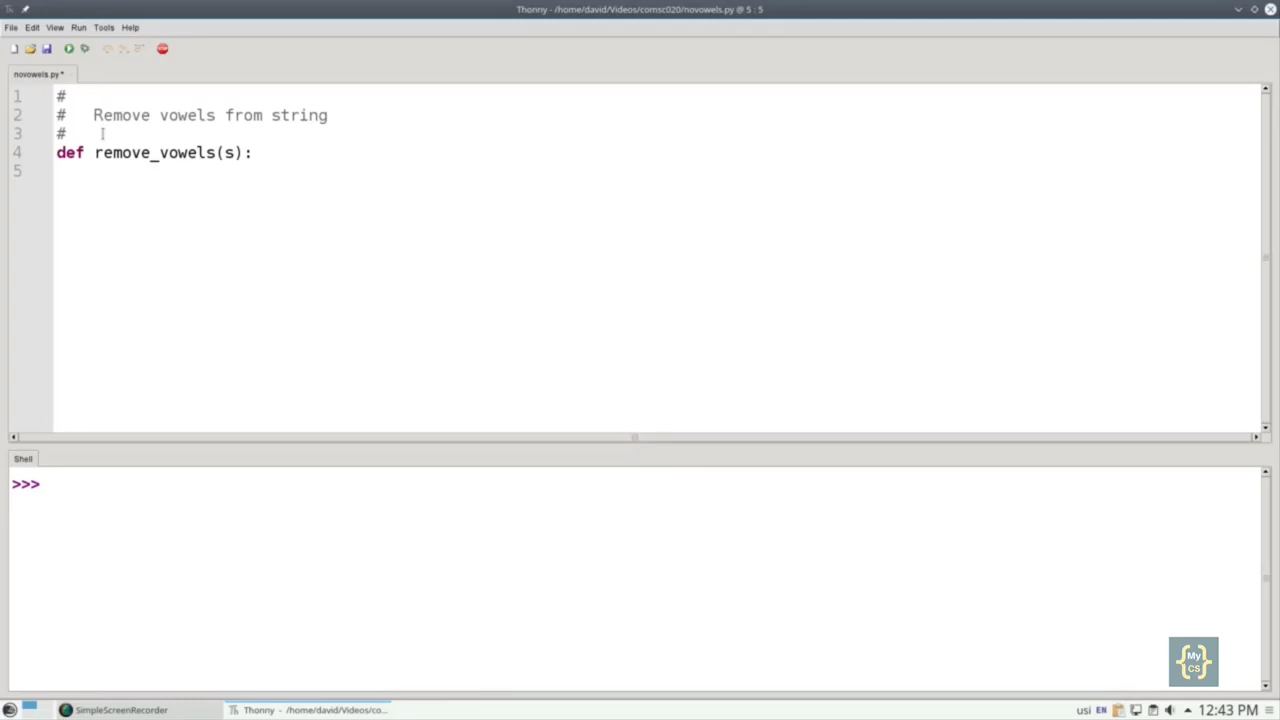 Thonny - /home/david/Videos/comsc020/novowels.py @ 5 : 5
File Edit View Run Tools Help
novowels.py *
1 #
2 #   Remove vowels from string
3 #
4 def remove_vowels(s):
5
Shell
>>>
{My CS}
SimpleScreenRecorder
Thonny - /home/david/Videos/co...
usi EN 12:43 PM